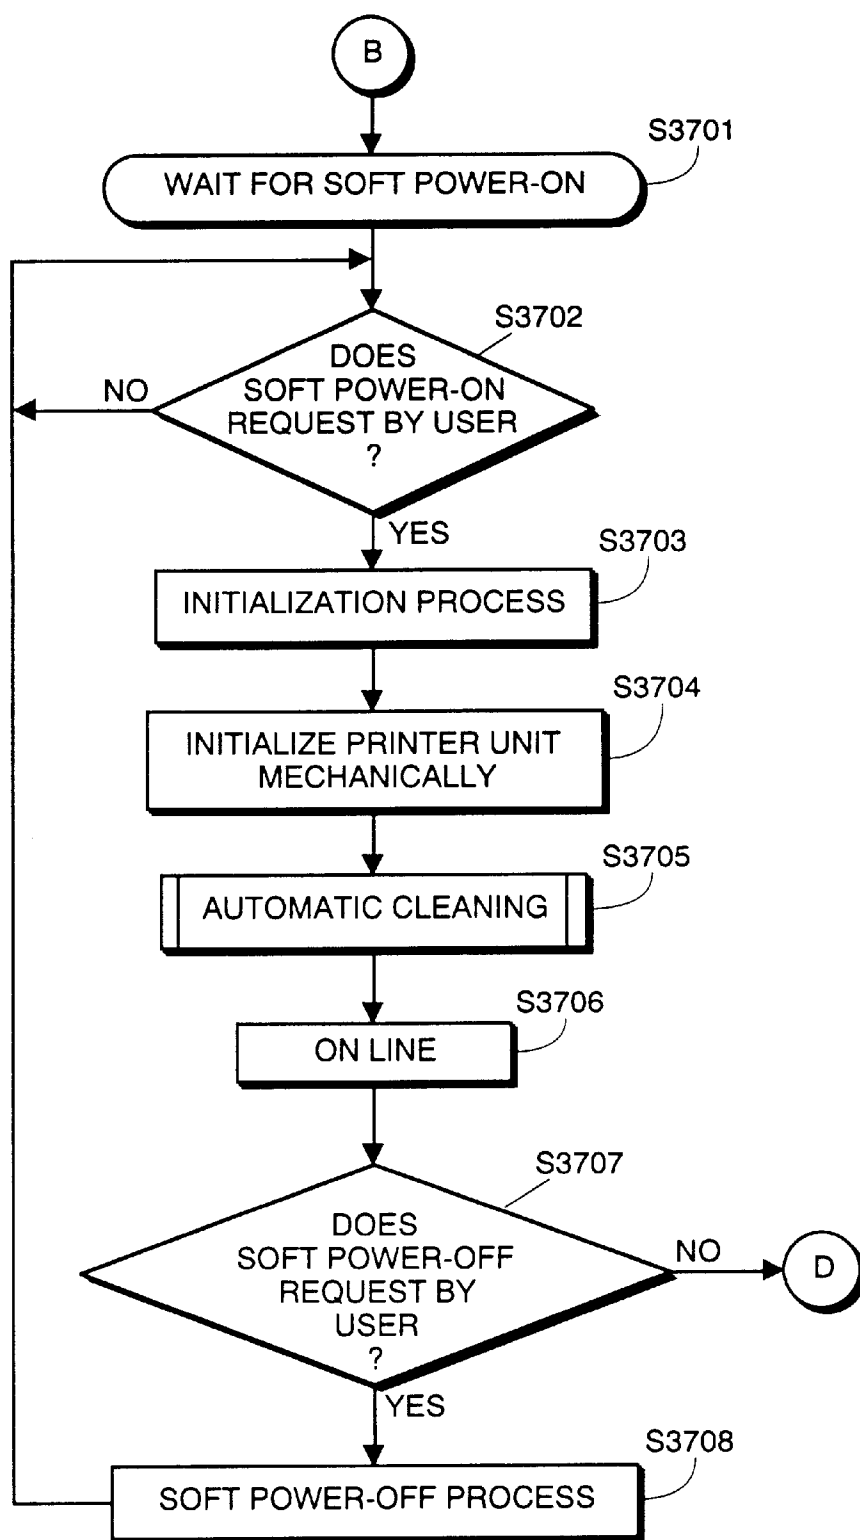 B
S3701
WAIT FOR SOFT POWER-ON
S3702
DOES
SOFT POWER-ON
REQUEST BY USER
?
NO
YES
S3703
INITIALIZATION PROCESS
S3704
INITIALIZE PRINTER UNIT
MECHANICALLY
S3705
AUTOMATIC CLEANING
S3706
ON LINE
S3707
DOES
SOFT POWER-OFF
REQUEST BY
USER
?
NO
D
YES
S3708
SOFT POWER-OFF PROCESS